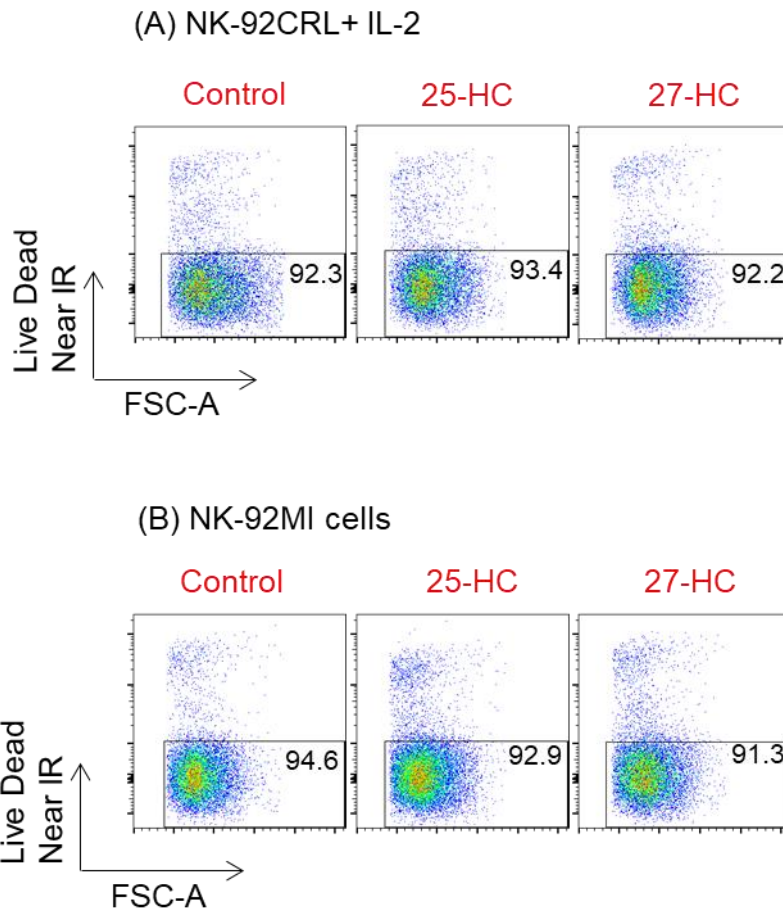 (A) NK-92CRL+ IL-2
Control 25-HC 27-HC
92.3 93.4 92.2
Live Dead
Near IR
FSC-A
(B) NK-92MI cells
Control 25-HC 27-HC
94.6 92.9 91.3
Live Dead
Near IR
FSC-A